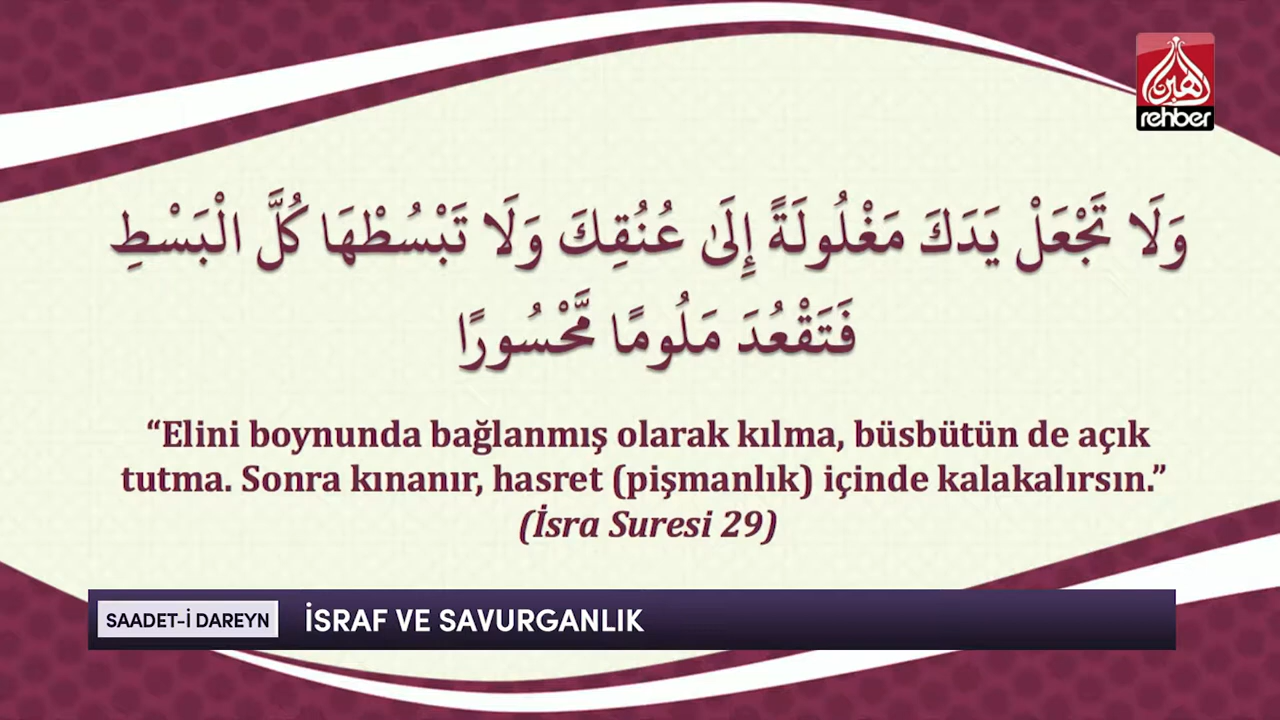 رهبر
rehber
وَلَا تَجْعَلْ يَدَكَ مَغْلُولَةً إِلَىٰ عُنُقِكَ وَلَا تَبْسُطْهَا كُلَّ الْبَسْطِ
فَتَقْعُدَ مَلُومًا مَّحْسُورًا
“Elini boynunda bağlanmış olarak kılma, büsbütün de açık
tutma. Sonra kınanır, hasret (pişmanlık) içinde kalakalırsın.”
(İsra Suresi 29)
SAADET-İ DAREYN İSRAF VE SAVURGANLIK